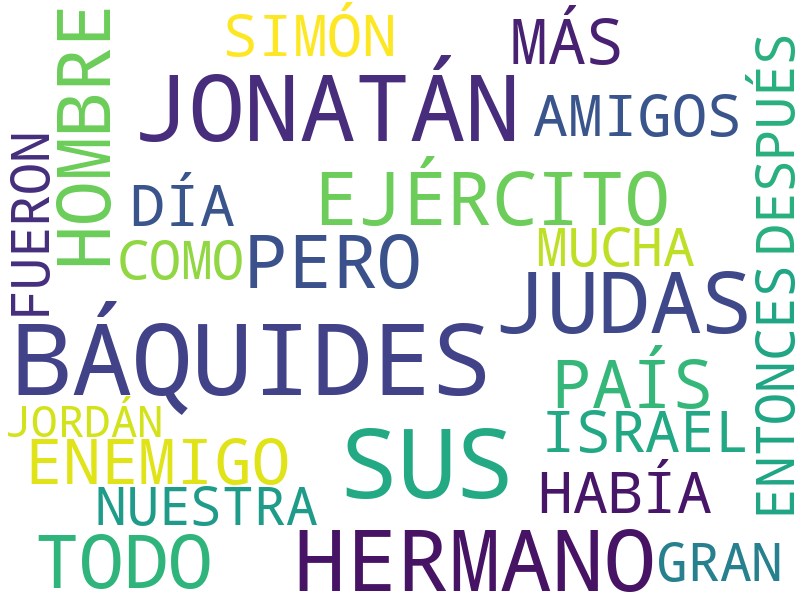 SIMÓN
MÁS
HOMBRE
JONATÁN
AMIGOS
DESPUÉS
FUERON
DÍA
EJÉRCITO
COMO
PERO
MUCHA
JUDAS
ENTONCES
BÁQUIDES
PAÍS
JORDÁN
ISRAEL
ENEMIGO
SUS
HABÍA
NUESTRA
TODO
HERMANO
GRAN